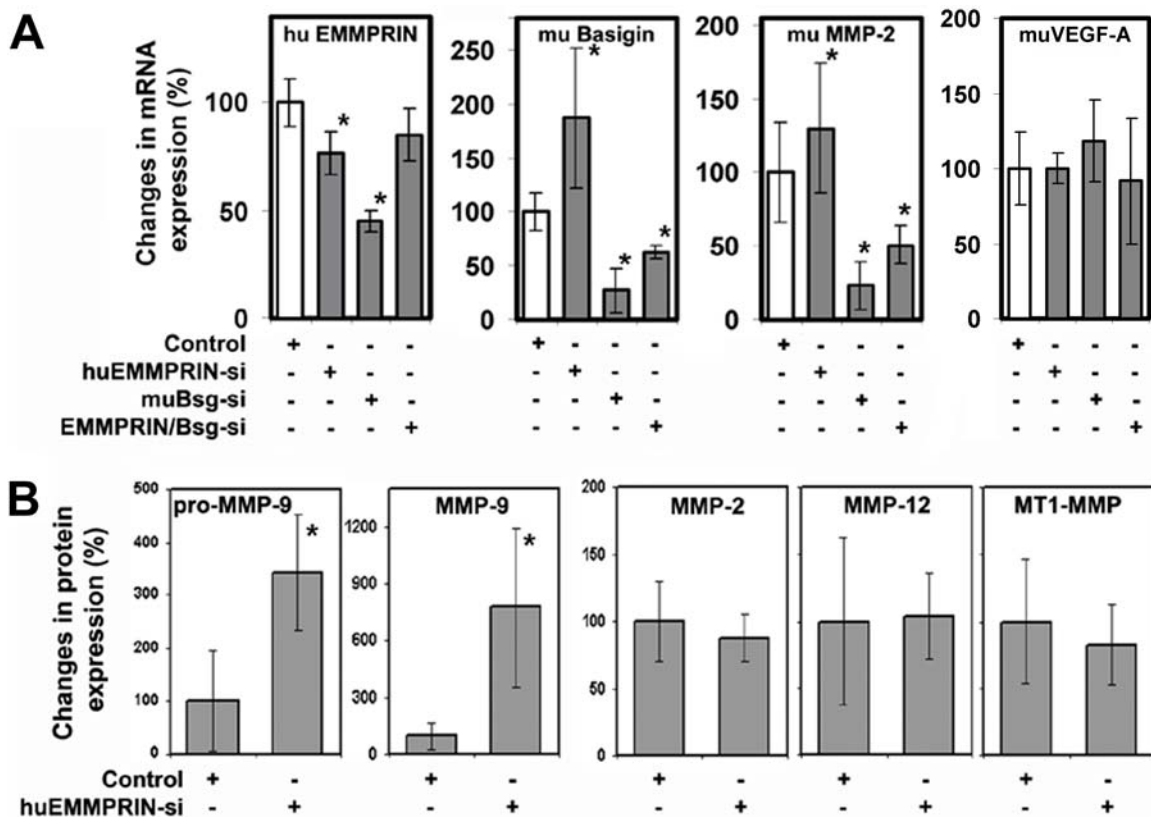 A
hu EMMPRIN
mu Basigin
mu MMP-2
muVEGF-A
Changes in mRNA
expression (%)
100
50
0
250
200
150
100
50
0
200
150
100
50
0
200
150
100
50
0
* *
* * *
* * *
Control + - - - + - - - + - - - + - - -
huEMMPRIN-si - + - - - + - - - + - - - + - -
muBsg-si - - + - - - + - - - + - - - + -
EMMPRIN/Bsg-si - - - + - - - + - - - + - - - +
B
pro-MMP-9
MMP-9
MMP-2
MMP-12
MT1-MMP
Changes in protein
expression (%)
500
400
300
200
100
0
1200
900
600
300
0
200
150
100
50
0
*
*
Control + - + - + - + - + -
huEMMPRIN-si - + - + - + - + - +